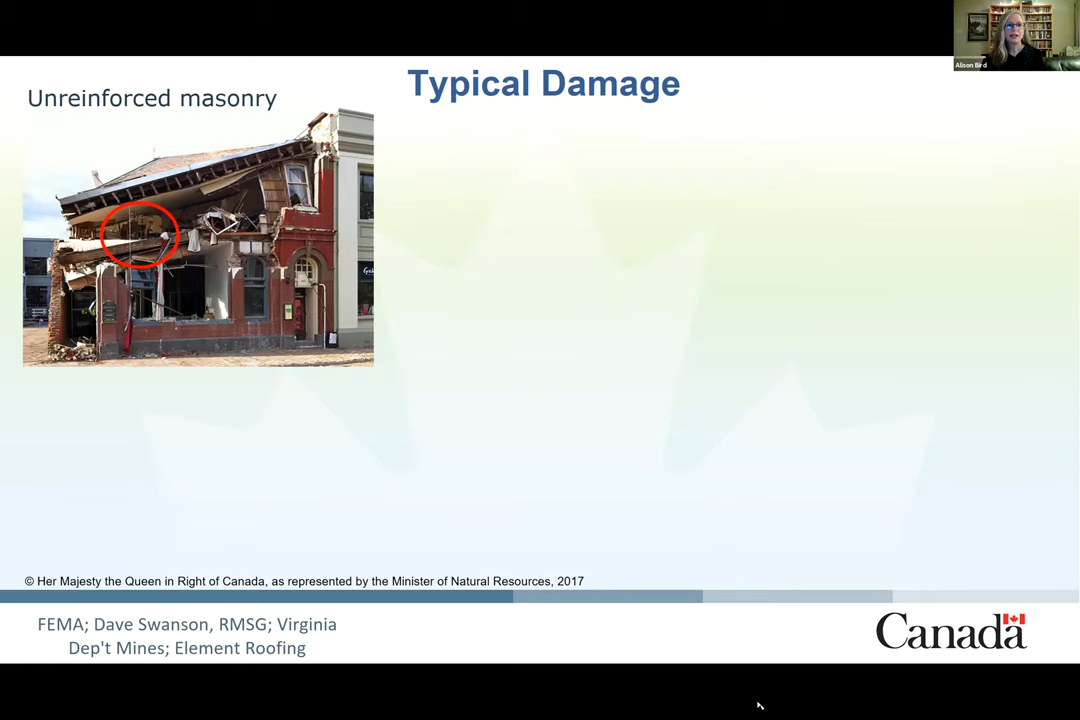 Alison Bird
Typical Damage
Unreinforced masonry
© Her Majesty the Queen in Right of Canada, as represented by the Minister of Natural Resources, 2017
FEMA; Dave Swanson, RMSG; Virginia
Dep't Mines; Element Roofing
Canada